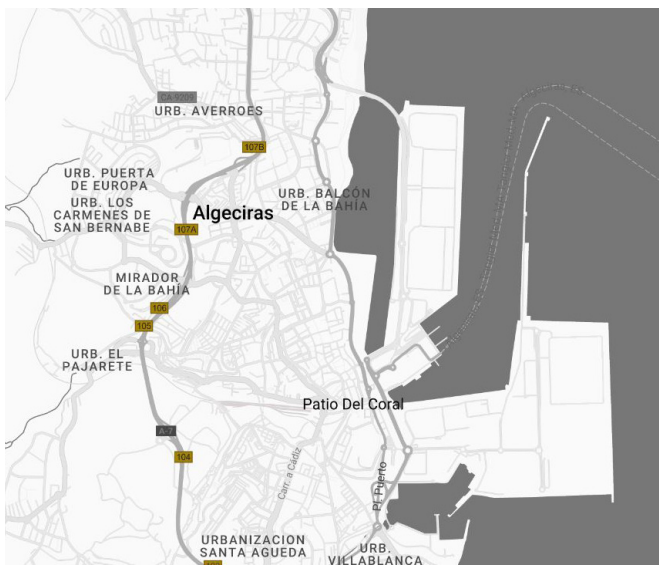 CA-9209
URB. AVERROES
107B
URB. PUERTA
DE EUROPA
URB. LOS
CARMENES DE
SAN BERNABE
URB. BALCÓN
DE LA BAHÍA
Algeciras
107A
MIRADOR
DE LA BAHÍA
106
105
URB. EL
PAJARETE
Patio Del Coral
A-7
104
Carr. a Cádiz
Pl. Puerto
URBANIZACION
SANTA AGUEDA
URB.
VILLABLANCA